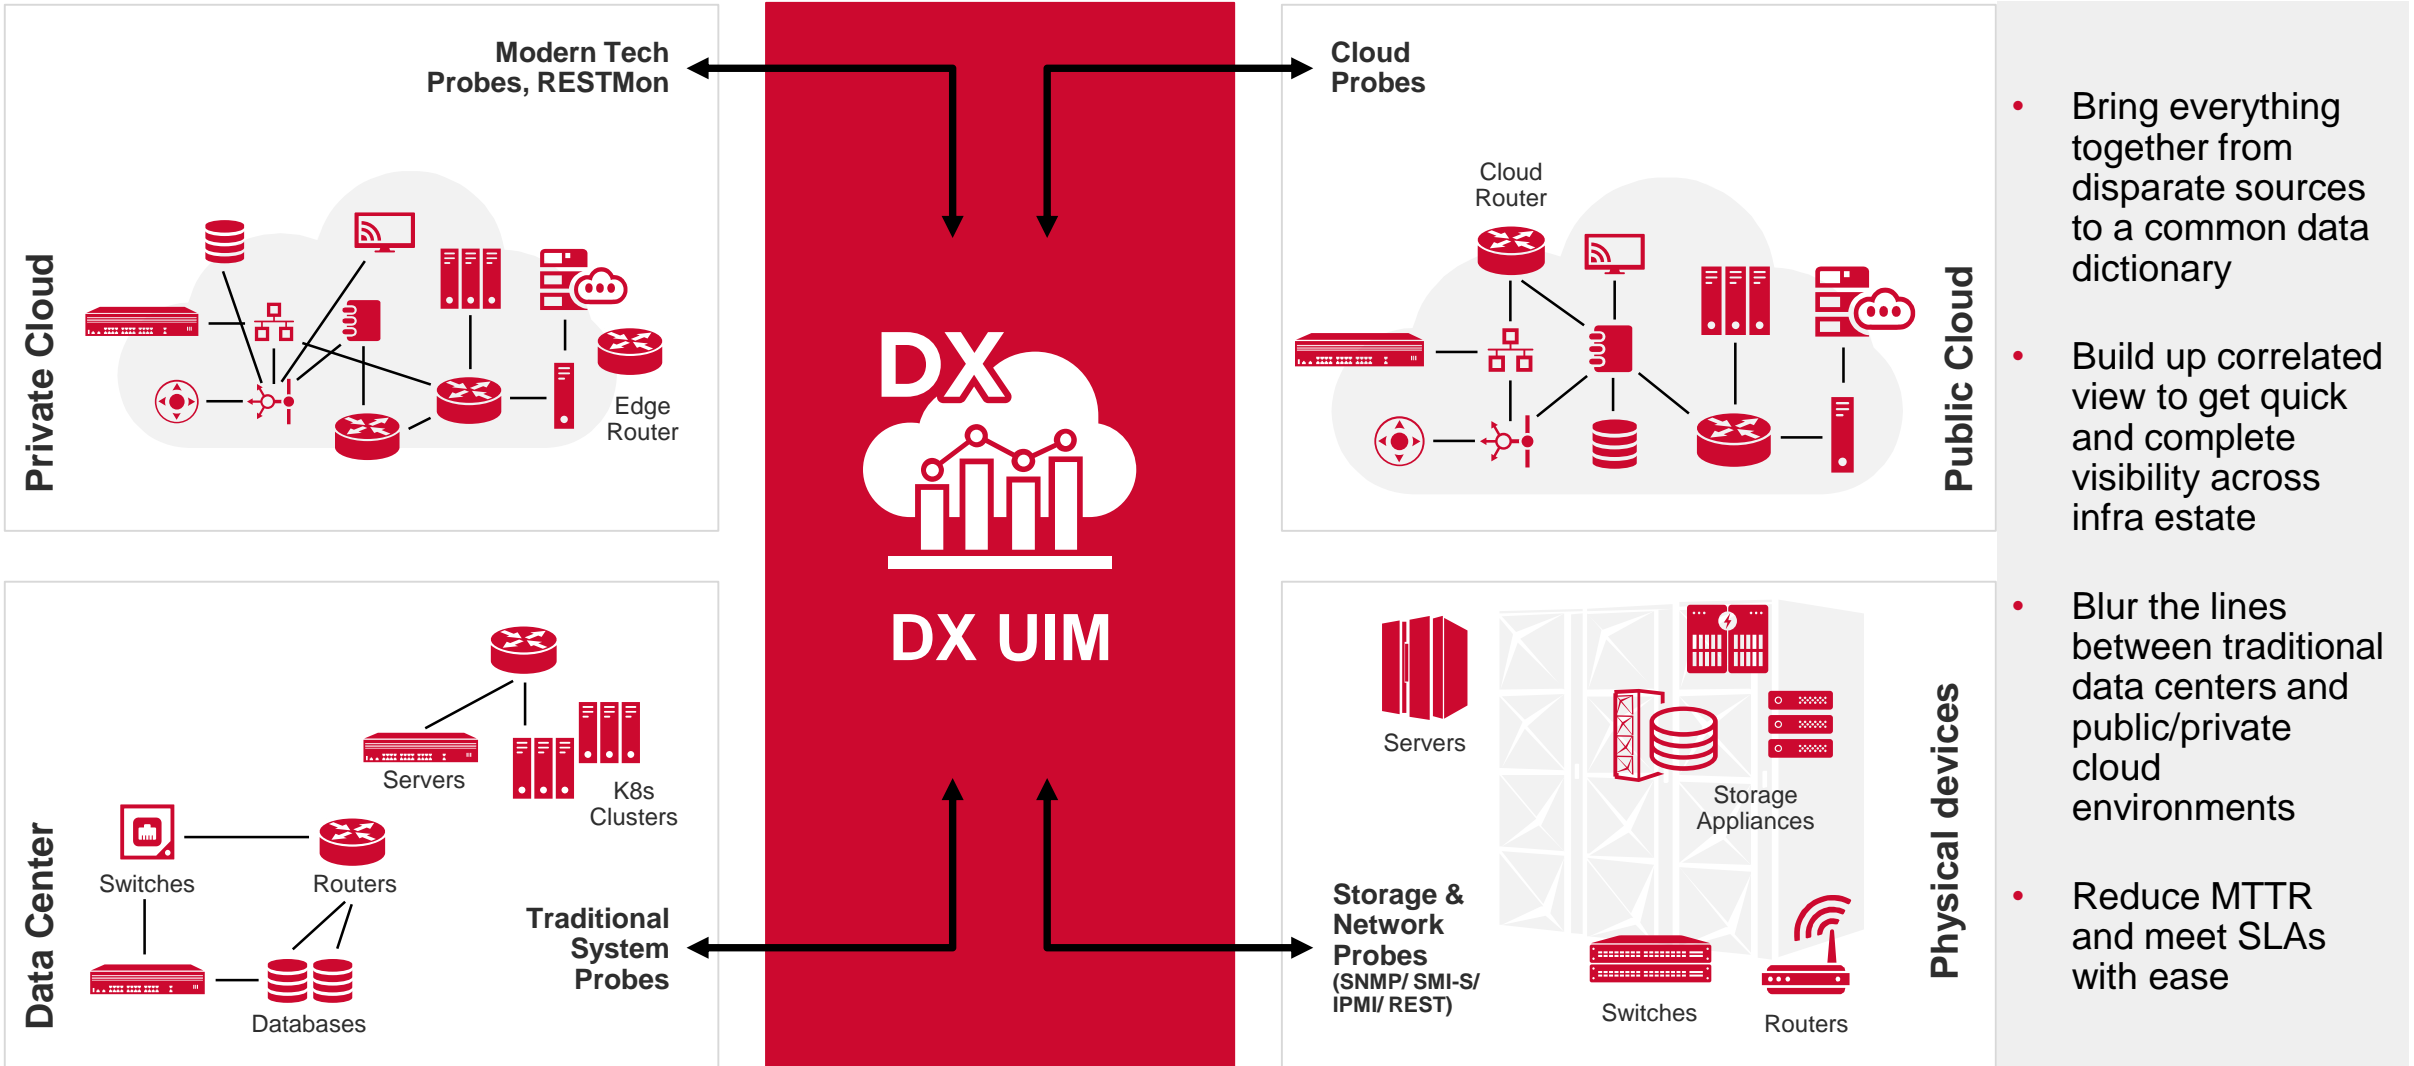 Modern Tech
Probes, RESTMon
Private Cloud
Edge
Router
DX
DX UIM
Cloud
Probes
Cloud
Router
Public Cloud
Data Center
Servers
K8s
Clusters
Switches
Routers
Databases
Traditional
System
Probes
Servers
Storage
Appliances
Storage &
Network
Probes
(SNMP/ SMI-S/
IPMI/ REST)
Switches
Routers
Physical devices
• Bring everything
together from
disparate sources
to a common data
dictionary
• Build up correlated
view to get quick
and complete
visibility across
infra estate
• Blur the lines
between traditional
data centers and
public/private
cloud
environments
• Reduce MTTR
and meet SLAs
with ease